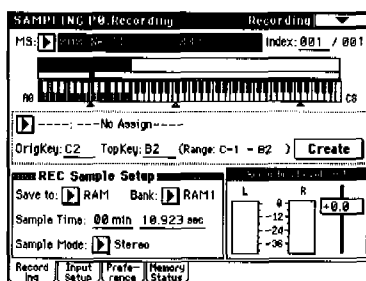 SAMPLING P0:Recording Recording
MS: Index: 001 / 001
A0 C8
----: ---No Assign----
OrigKey: C2 TopKey: B2 (Range: C-1 - B2 ) Create
REC Sample Setup
Save to: RAM Bank: RAM1
Sample Time: 00 min 10.923 sec
Sample Mode: Stereo
L R
0
-12
-24
-36
+0.0
Record
ing
Input
Setup
Prefe-
rence
Memory
Status